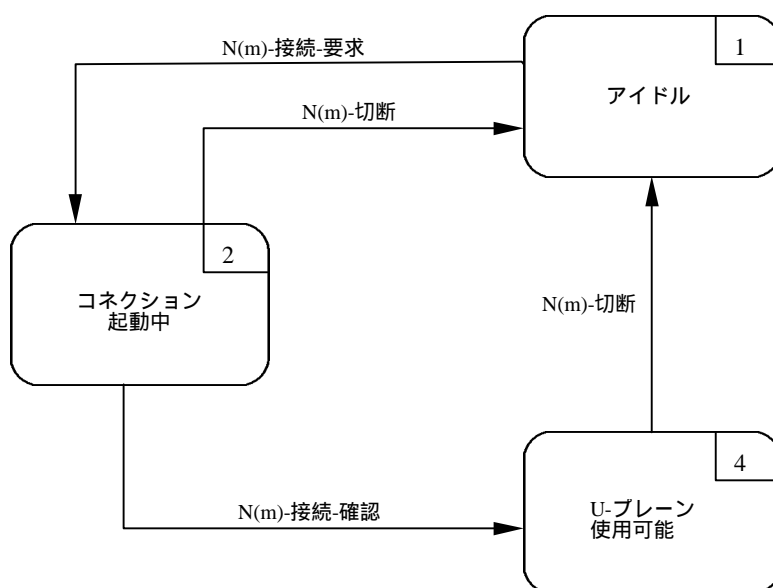 N(m)-接続-要求
1
アイドル
N(m)-切断
2
コネクション
起動中
N(m)-切断
N(m)-接続-確認
4
U-プレーン
使用可能